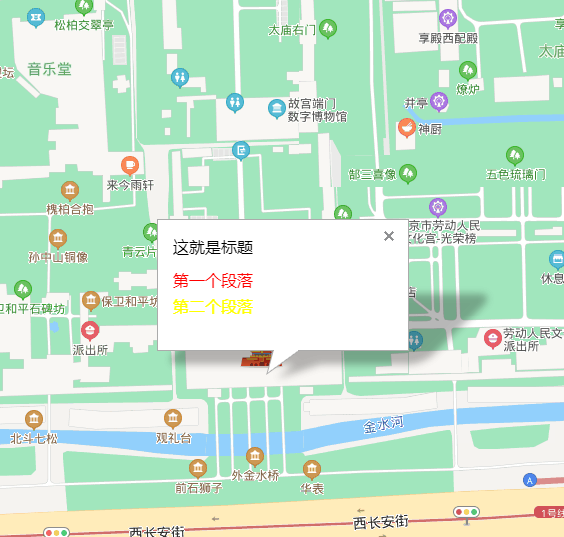 松柏交翠亭
太庙右门
享殿西配殿
音乐堂
太庙
燎炉
坛
故宫端门
数字博物馆
井亭
神厨
来今雨轩
郜三喜像
五色琉璃门
槐柏合抱
京市劳动人民
文化宫-光荣榜
孙中山铜像
青云片
这就是标题
第一个段落
第二个段落
休息
店
卫和平石碑坊
保卫和平坊
派出所
劳动人民文
派出所
金水河
北斗七松
观礼台
外金水桥
前石狮子
华表
A
1号线
西长安街
西长安街